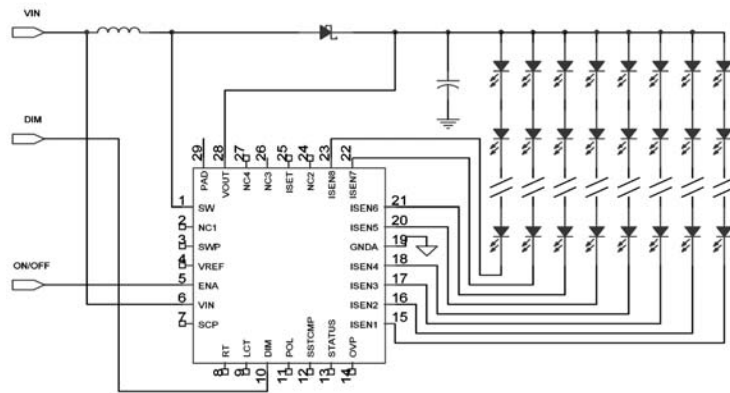 VIN
DIM
ON/OFF
29 28 27 26 25 24 23 22
PAD VOUT NC4 NC3 ISET NC2 ISEN8 ISEN7
1 SW
2 NC1
3 SWP
4 VREF
5 ENA
6 VIN
7 SCP
ISEN6 21
ISEN5 20
GNDA 19
ISEN4 18
ISEN3 17
ISEN2 16
ISEN1 15
RT LCT DIM POL SSTCMP STATUS OVP
8 9 10 11 12 13 14